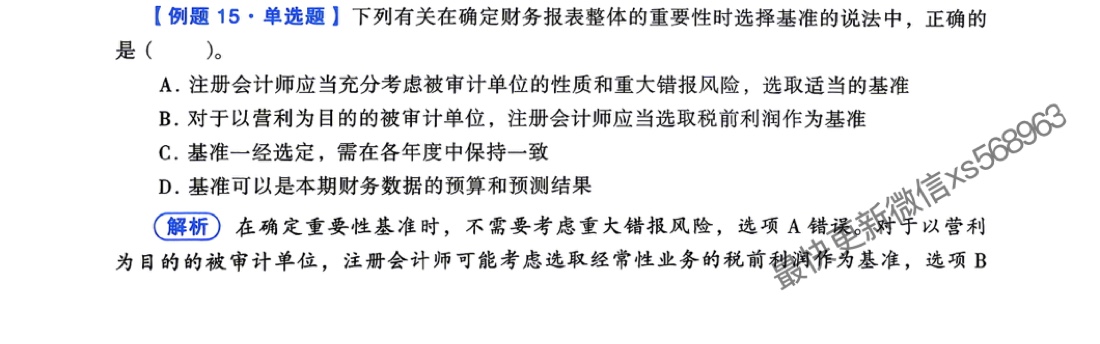 【例题 15·单选题】下列有关在确定财务报表整体的重要性时选择基准的说法中，正确的
是（　　）。
A. 注册会计师应当充分考虑被审计单位的性质和重大错报风险，选取适当的基准
B. 对于以营利为目的的被审计单位，注册会计师应当选取税前利润作为基准
C. 基准一经选定，需在各年度中保持一致
D. 基准可以是本期财务数据的预算和预测结果
解析 在确定重要性基准时，不需要考虑重大错报风险，选项 A 错误。对于以营利
为目的的被审计单位，注册会计师可能考虑选取经常性业务的税前利润作为基准，选项 B
最快更新微信xs568963